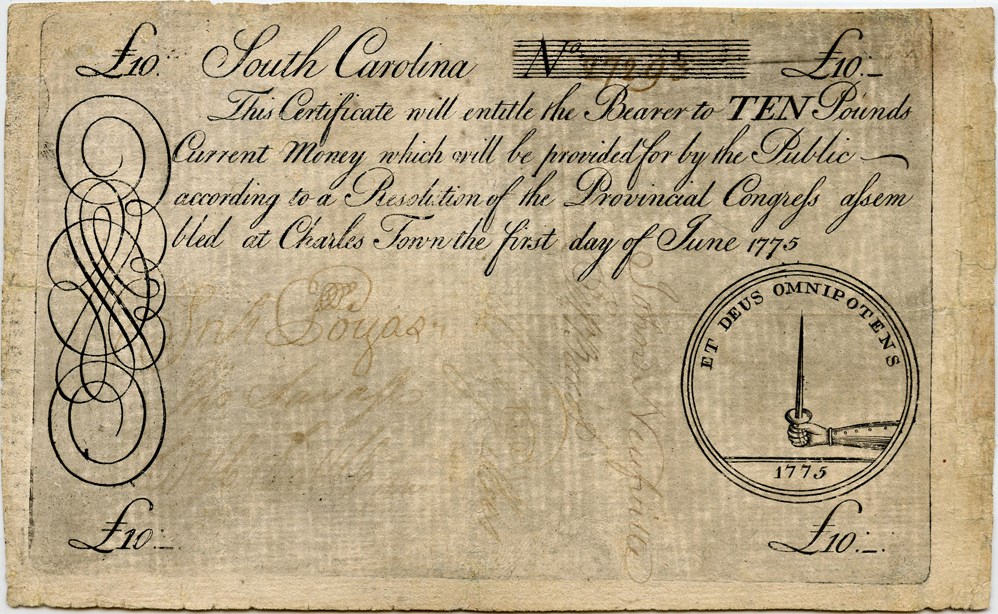 £10. South Carolina No. 27293 £10:_
This Certificate will entitle the Bearer to TEN Pounds
Current Money which will be provided for by the Public
according to a Resolution of the Provincial Congress assem
bled at Charles Town the first day of June 1775
ET DEUS OMNIPOTENS
1775
£10:_ £10:_.